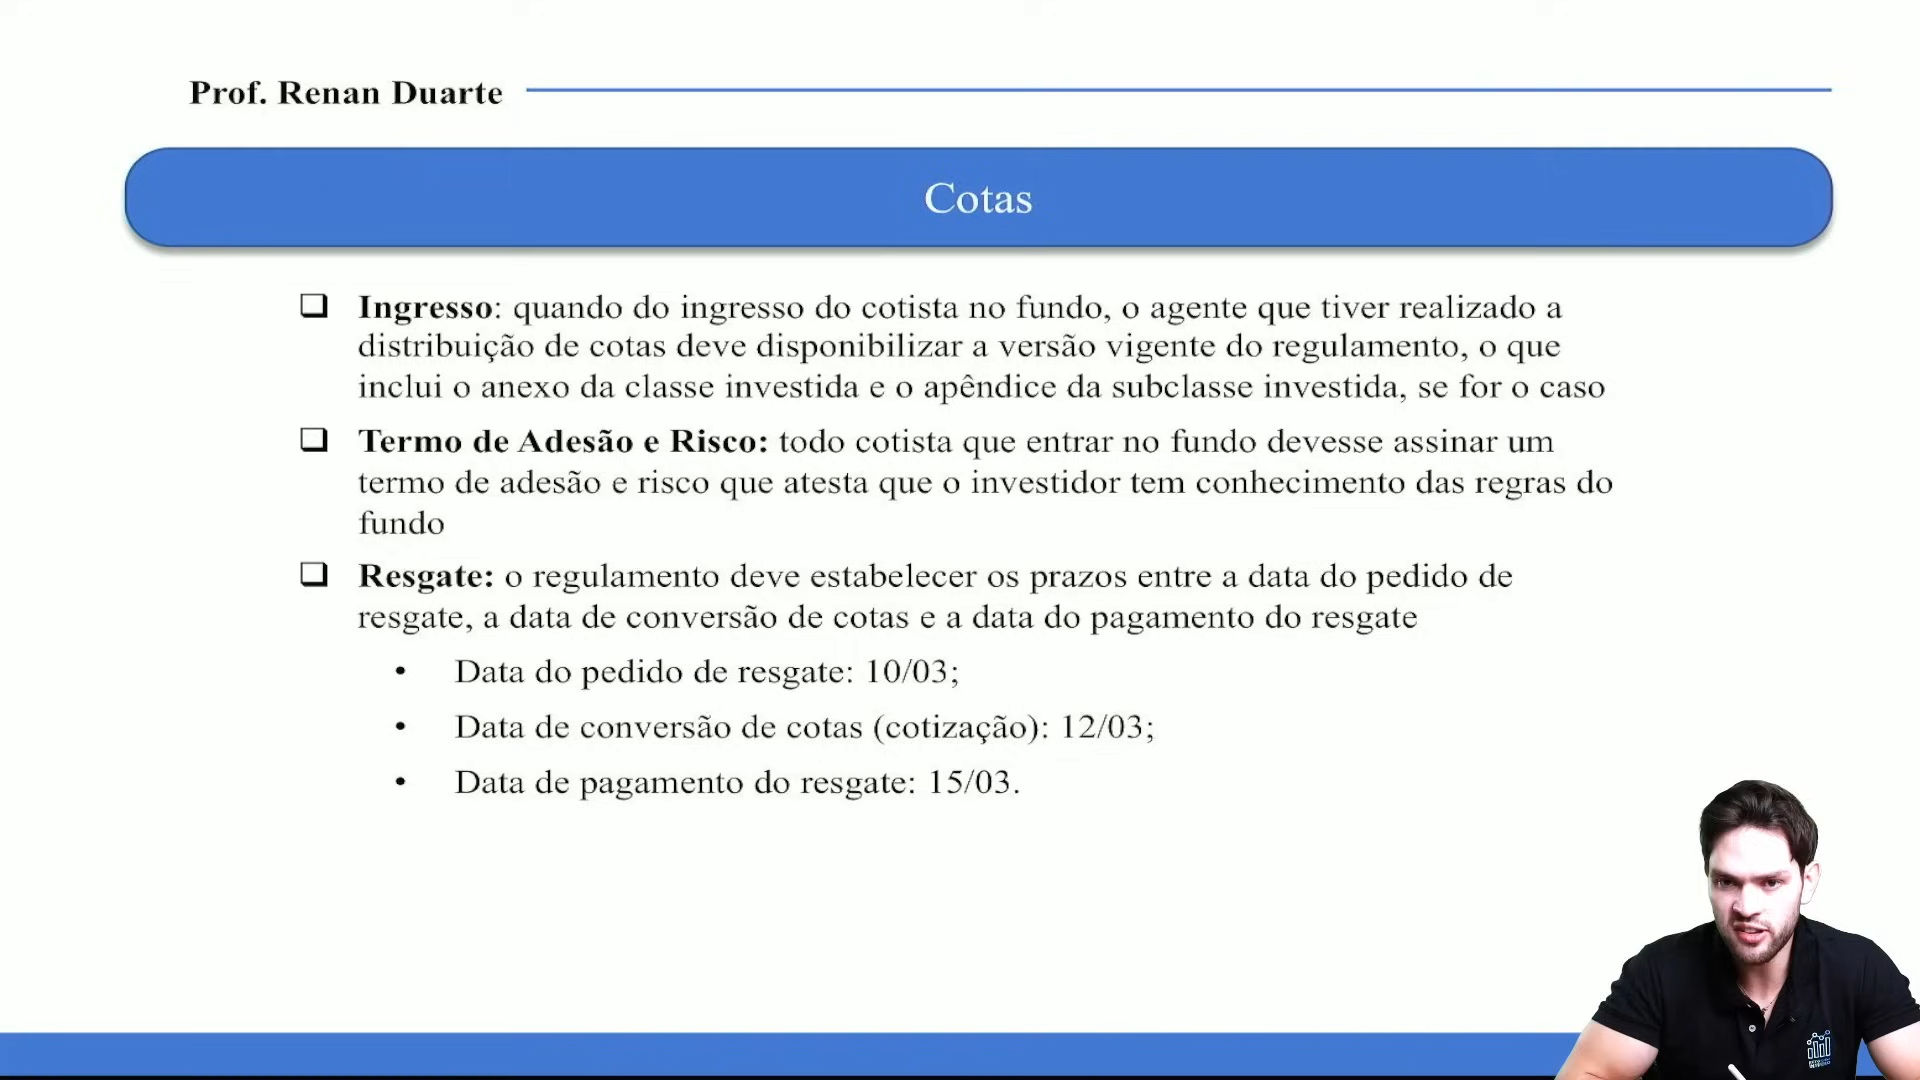 Prof. Renan Duarte
Cotas
Ingresso: quando do ingresso do cotista no fundo, o agente que tiver realizado a
distribuição de cotas deve disponibilizar a versão vigente do regulamento, o que
inclui o anexo da classe investida e o apêndice da subclasse investida, se for o caso
Termo de Adesão e Risco: todo cotista que entrar no fundo devesse assinar um
termo de adesão e risco que atesta que o investidor tem conhecimento das regras do
fundo
Resgate: o regulamento deve estabelecer os prazos entre a data do pedido de
resgate, a data de conversão de cotas e a data do pagamento do resgate
• Data do pedido de resgate: 10/03;
• Data de conversão de cotas (cotização): 12/03;
• Data de pagamento do resgate: 15/03.